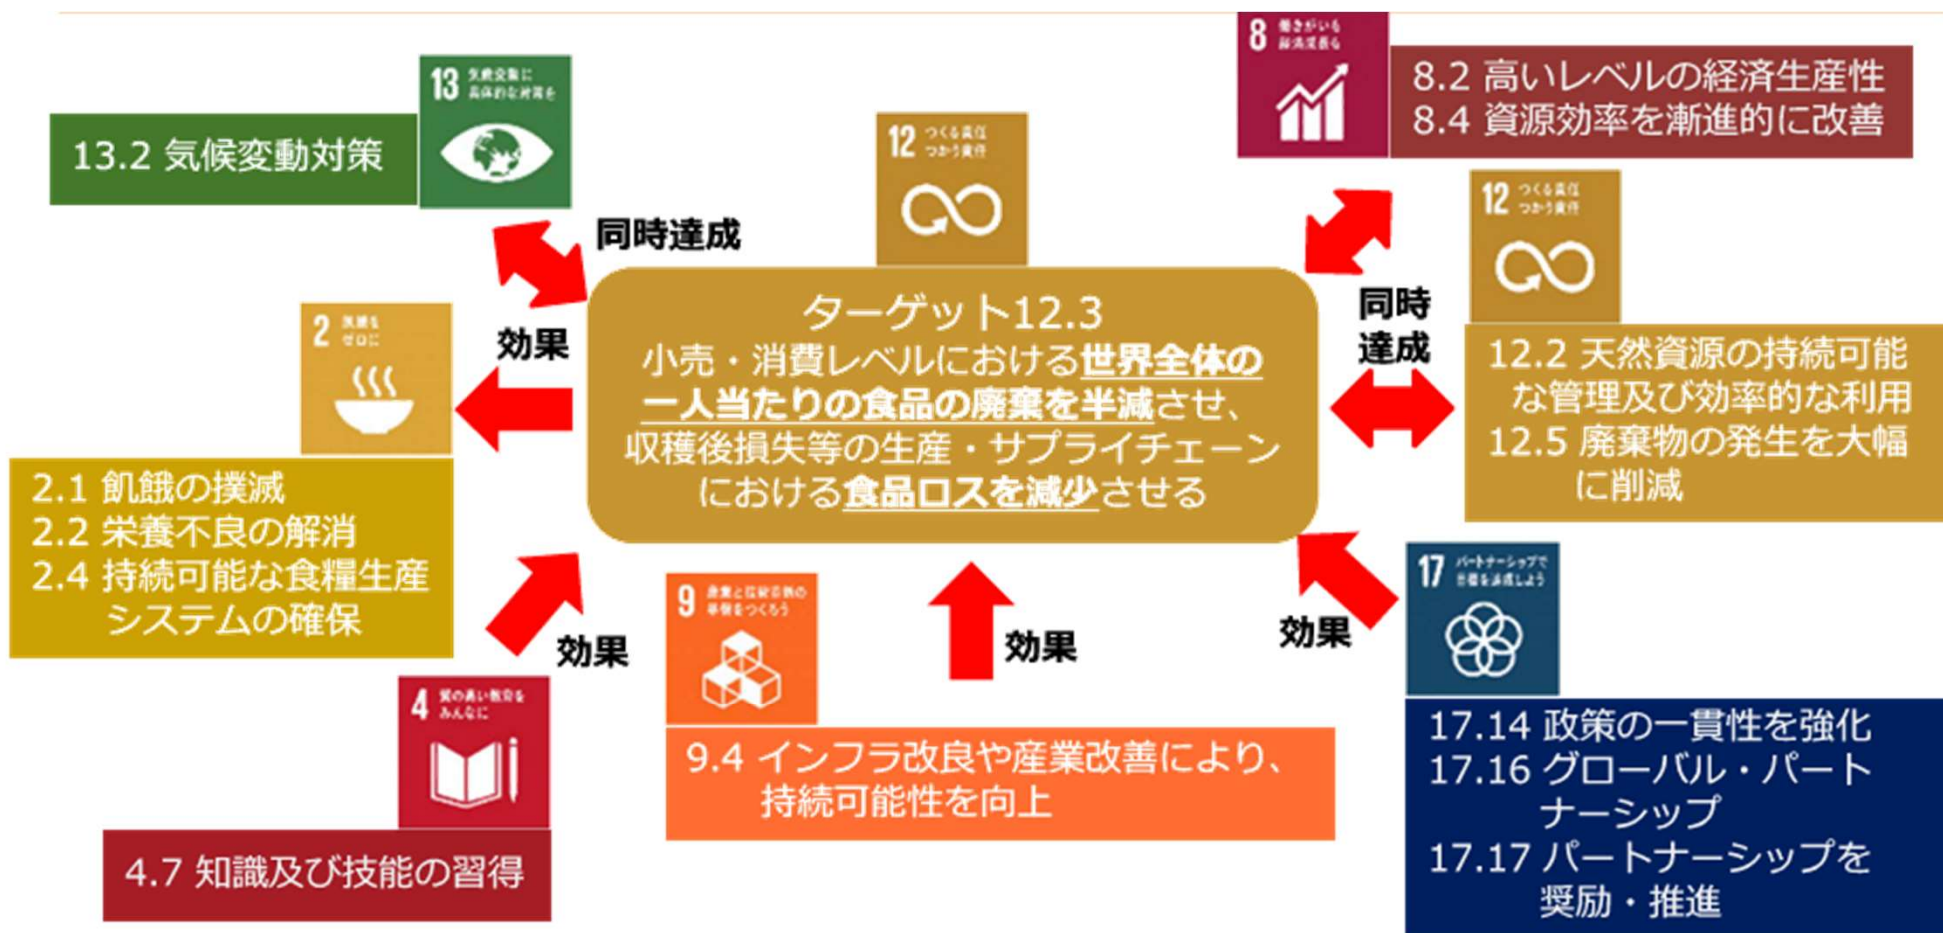 13 気候変動に
具体的な対策を
13.2 気候変動対策
同時達成
12 つくる責任
つかう責任
8 働きがいも
経済成長も
8.2 高いレベルの経済生産性
8.4 資源効率を漸進的に改善
12 つくる責任
つかう責任
同時
達成
12.2 天然資源の持続可能
な管理及び効率的な利用
12.5 廃棄物の発生を大幅
に削減
ターゲット12.3
小売・消費レベルにおける世界全体の
一人当たりの食品の廃棄を半減させ、
収穫後損失等の生産・サプライチェーン
における食品ロスを減少させる
2 飢餓を
ゼロに
効果
2.1 飢餓の撲滅
2.2 栄養不良の解消
2.4 持続可能な食糧生産
システムの確保
効果
4 質の高い教育を
みんなに
4.7 知識及び技能の習得
9 産業と技術革新の
基盤をつくろう
効果
9.4 インフラ改良や産業改善により、
持続可能性を向上
効果
17 パートナーシップで
目標を達成しよう
17.14 政策の一貫性を強化
17.16 グローバル・パート
ナーシップ
17.17 パートナーシップを
奨励・推進